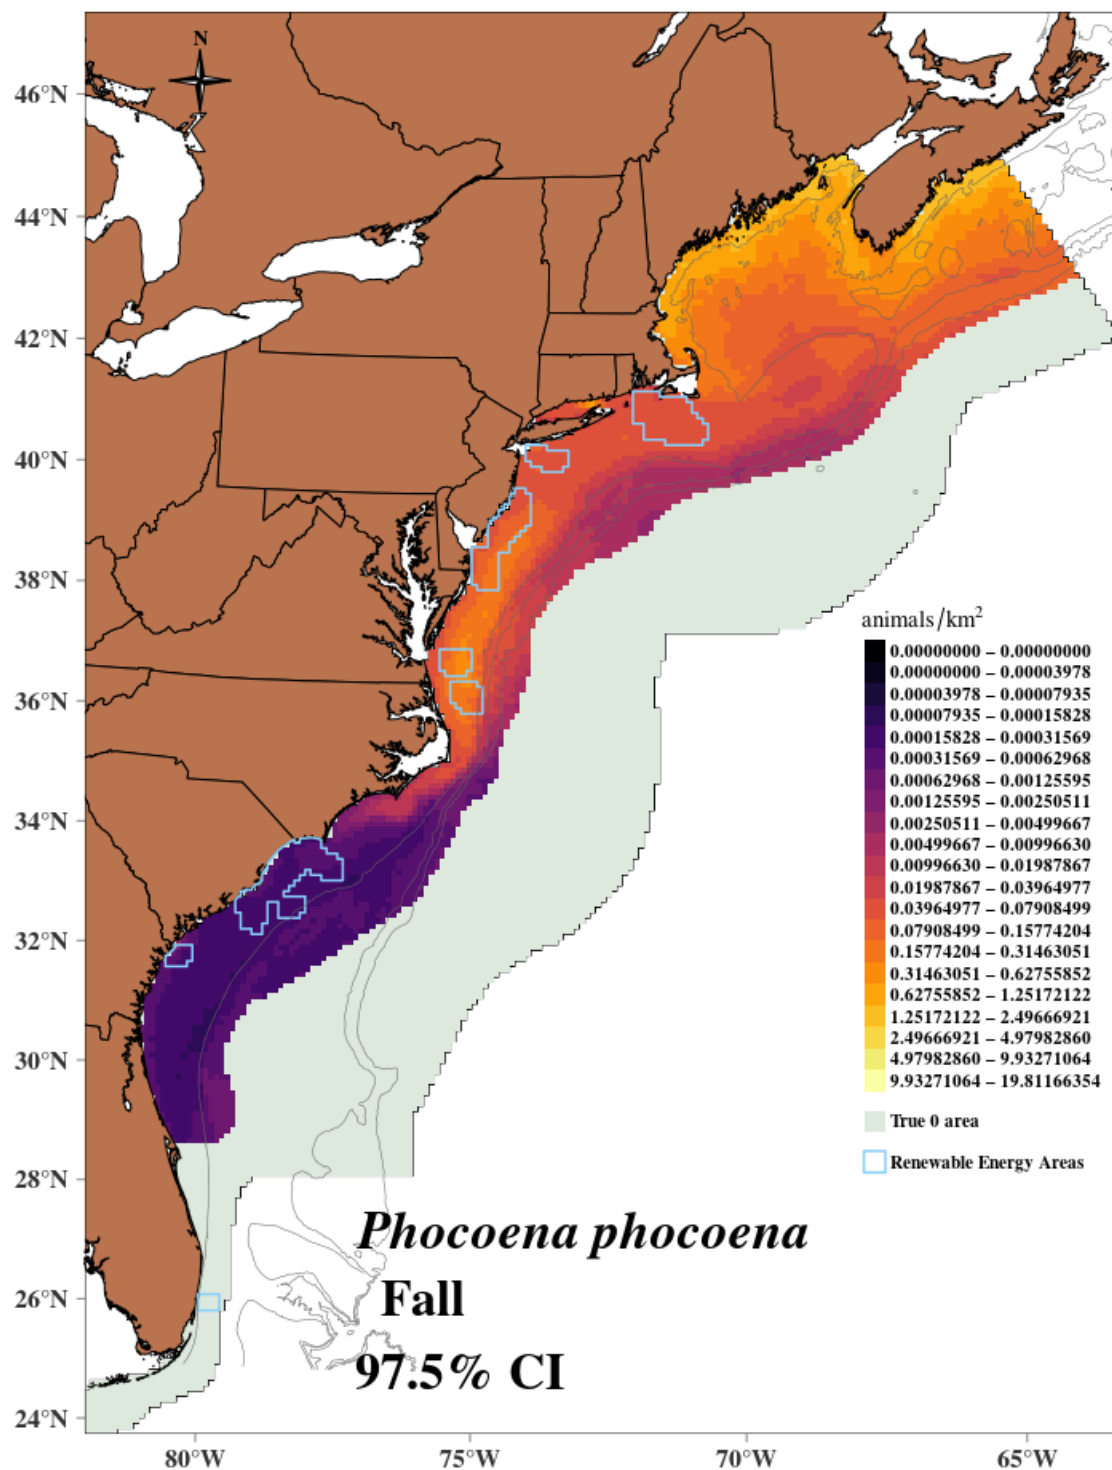 N
46°N
44°N
42°N
40°N
38°N
36°N
34°N
32°N
30°N
28°N
26°N
24°N
80°W
75°W
70°W
65°W
animals/km²
0.00000000 – 0.00000000
0.00000000 – 0.00003978
0.00003978 – 0.00007935
0.00007935 – 0.00015828
0.00015828 – 0.00031569
0.00031569 – 0.00062968
0.00062968 – 0.00125595
0.00125595 – 0.00250511
0.00250511 – 0.00499667
0.00499667 – 0.00996630
0.00996630 – 0.01987867
0.01987867 – 0.03964977
0.03964977 – 0.07908499
0.07908499 – 0.15774204
0.15774204 – 0.31463051
0.31463051 – 0.62755852
0.62755852 – 1.25172122
1.25172122 – 2.49666921
2.49666921 – 4.97982860
4.97982860 – 9.93271064
9.93271064 – 19.81166354
True 0 area
Renewable Energy Areas
Phocoena phocoena
Fall
97.5% CI